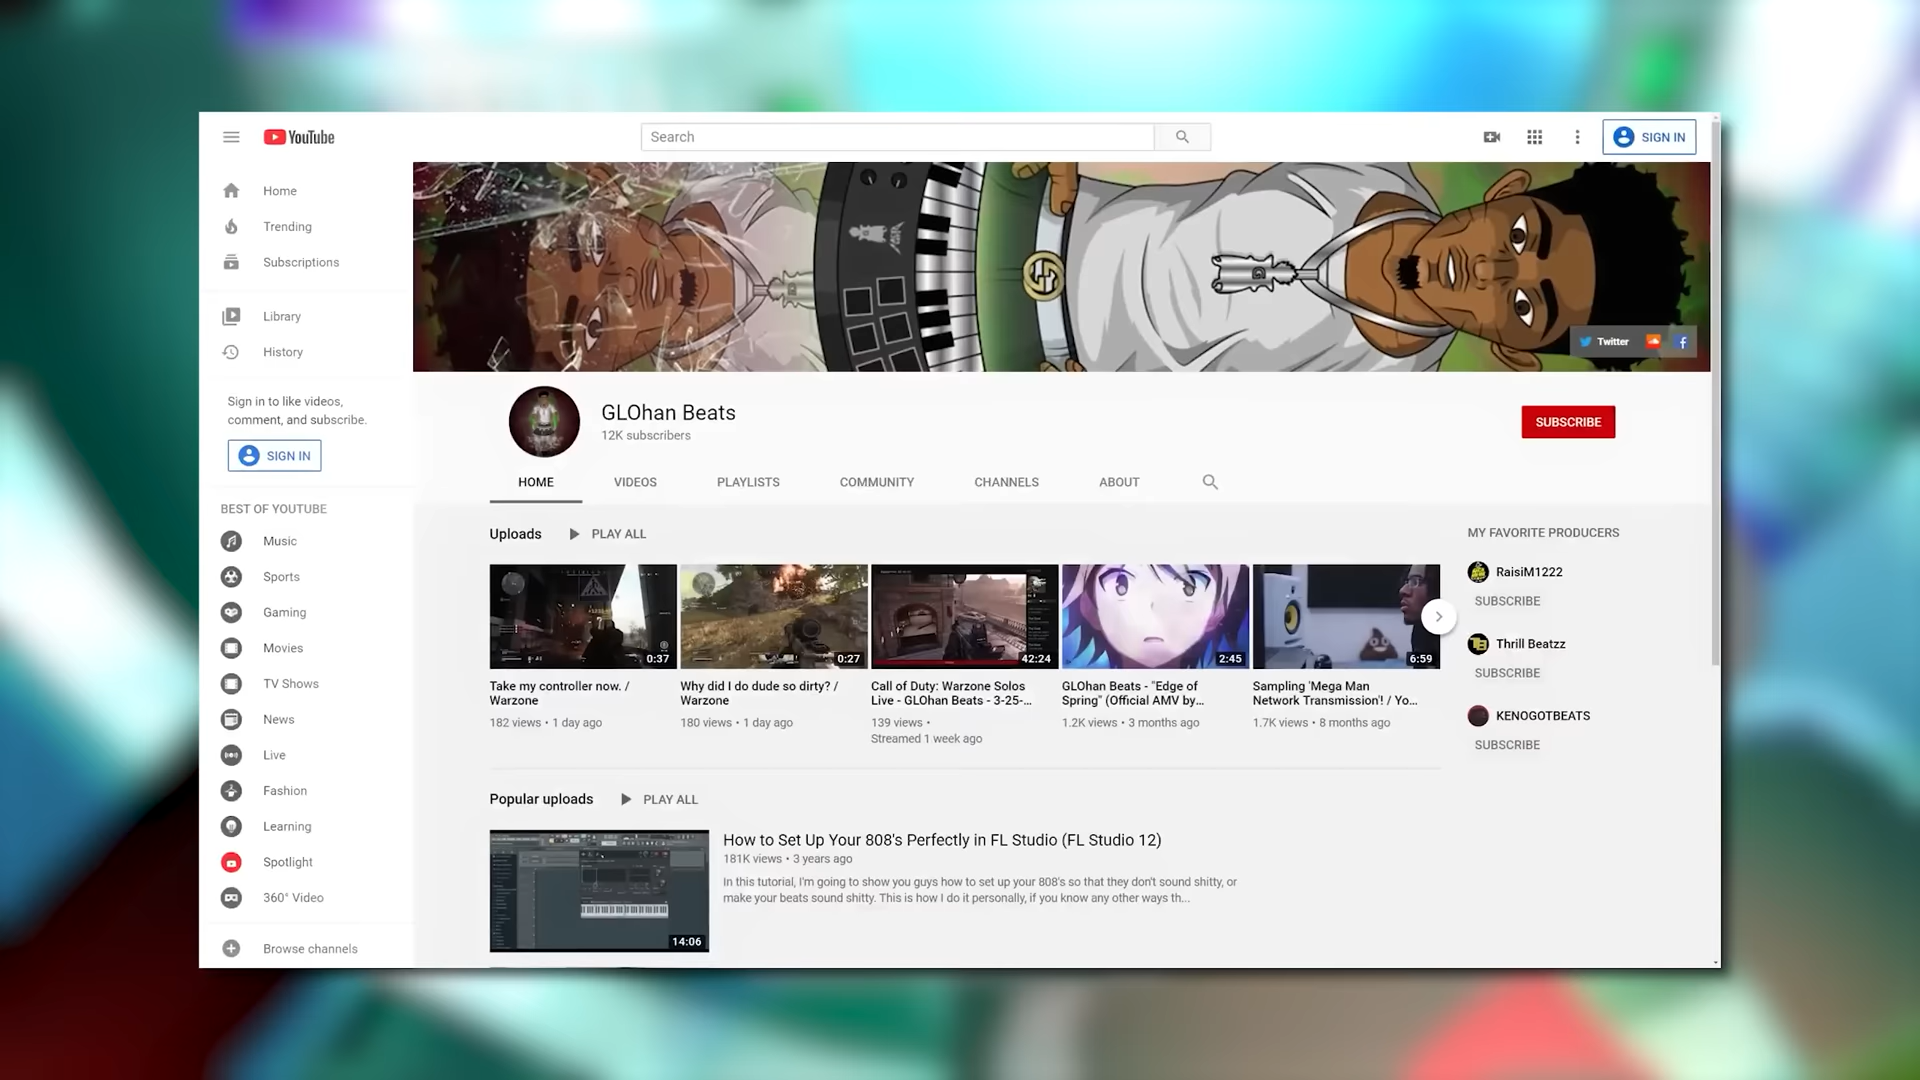 YouTube
Search
SIGN IN
Home
Trending
Subscriptions
Library
History
Sign in to like videos,
comment, and subscribe.
SIGN IN
BEST OF YOUTUBE
Music
Sports
Gaming
Movies
TV Shows
News
Live
Fashion
Learning
Spotlight
360° Video
Browse channels
Twitter
GLOhan Beats
12K subscribers
SUBSCRIBE
HOME
VIDEOS
PLAYLISTS
COMMUNITY
CHANNELS
ABOUT
Uploads
PLAY ALL
0:37
Take my controller now. /
Warzone
182 views • 1 day ago
0:27
Why did I do dude so dirty? /
Warzone
180 views • 1 day ago
42:24
Call of Duty: Warzone Solos
Live - GLOhan Beats - 3-25-...
139 views •
Streamed 1 week ago
2:45
GLOhan Beats - "Edge of
Spring" (Official AMV by...
1.2K views • 3 months ago
6:59
Sampling 'Mega Man
Network Transmission'! / Yo...
1.7K views • 8 months ago
MY FAVORITE PRODUCERS
RaisiM1222
SUBSCRIBE
Thrill Beatzz
SUBSCRIBE
KENOGOTBEATS
SUBSCRIBE
Popular uploads
PLAY ALL
14:06
How to Set Up Your 808's Perfectly in FL Studio (FL Studio 12)
181K views • 3 years ago
In this tutorial, I'm going to show you guys how to set up your 808's so that they don't sound shitty, or
make your beats sound shitty. This is how I do it personally, if you know any other ways th...